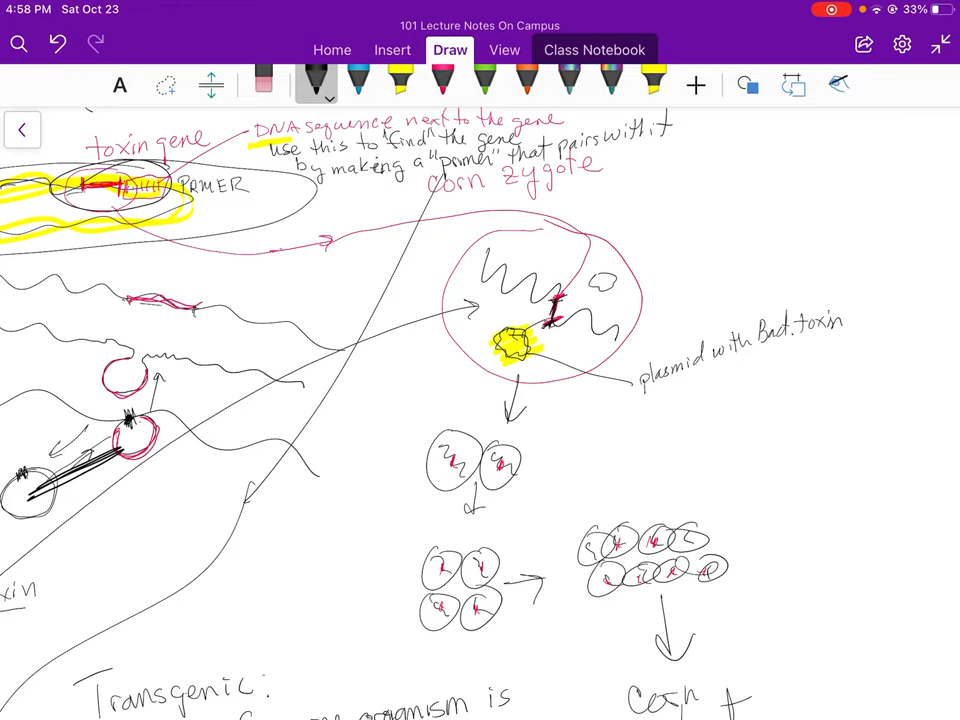 4:58 PM Sat Oct 23
33%
101 Lecture Notes On Campus
Home Insert Draw View Class Notebook
A
DNA sequence next to the gene
use this to "find" the gene
by making a "primer" that pairs with it
toxin gene
corn zygote
PRMER
plasmid with Bact. toxin
xin
Transgenic:
organism is
Corn +